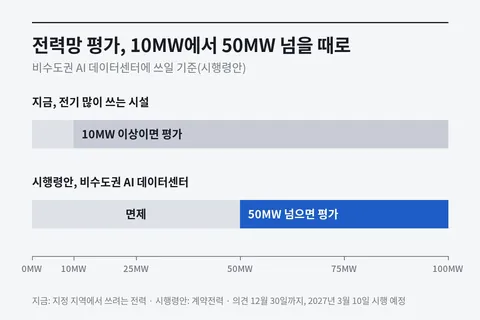 전력망 평가, 10MW에서 50MW 넘을 때로
비수도권 AI 데이터센터에 쓰일 기준(시행령안)
지금, 전기 많이 쓰는 시설
10MW 이상이면 평가
시행령안, 비수도권 AI 데이터센터
면제
50MW 넘으면 평가
0MW 10MW 25MW 50MW 75MW 100MW
지금: 지정 지역에서 쓰려는 전력 · 시행령안: 계약전력 · 의견 12월 30일까지, 2027년 3월 10일 시행 예정